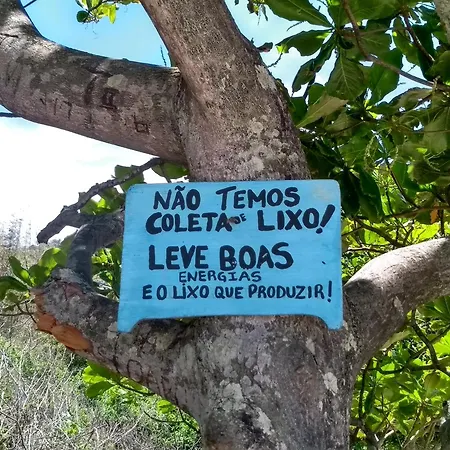 NÃO TEMOS
COLETA DE LIXO!
LEVE BOAS
ENERGIAS
E O LIXO QUE PRODUZIR!